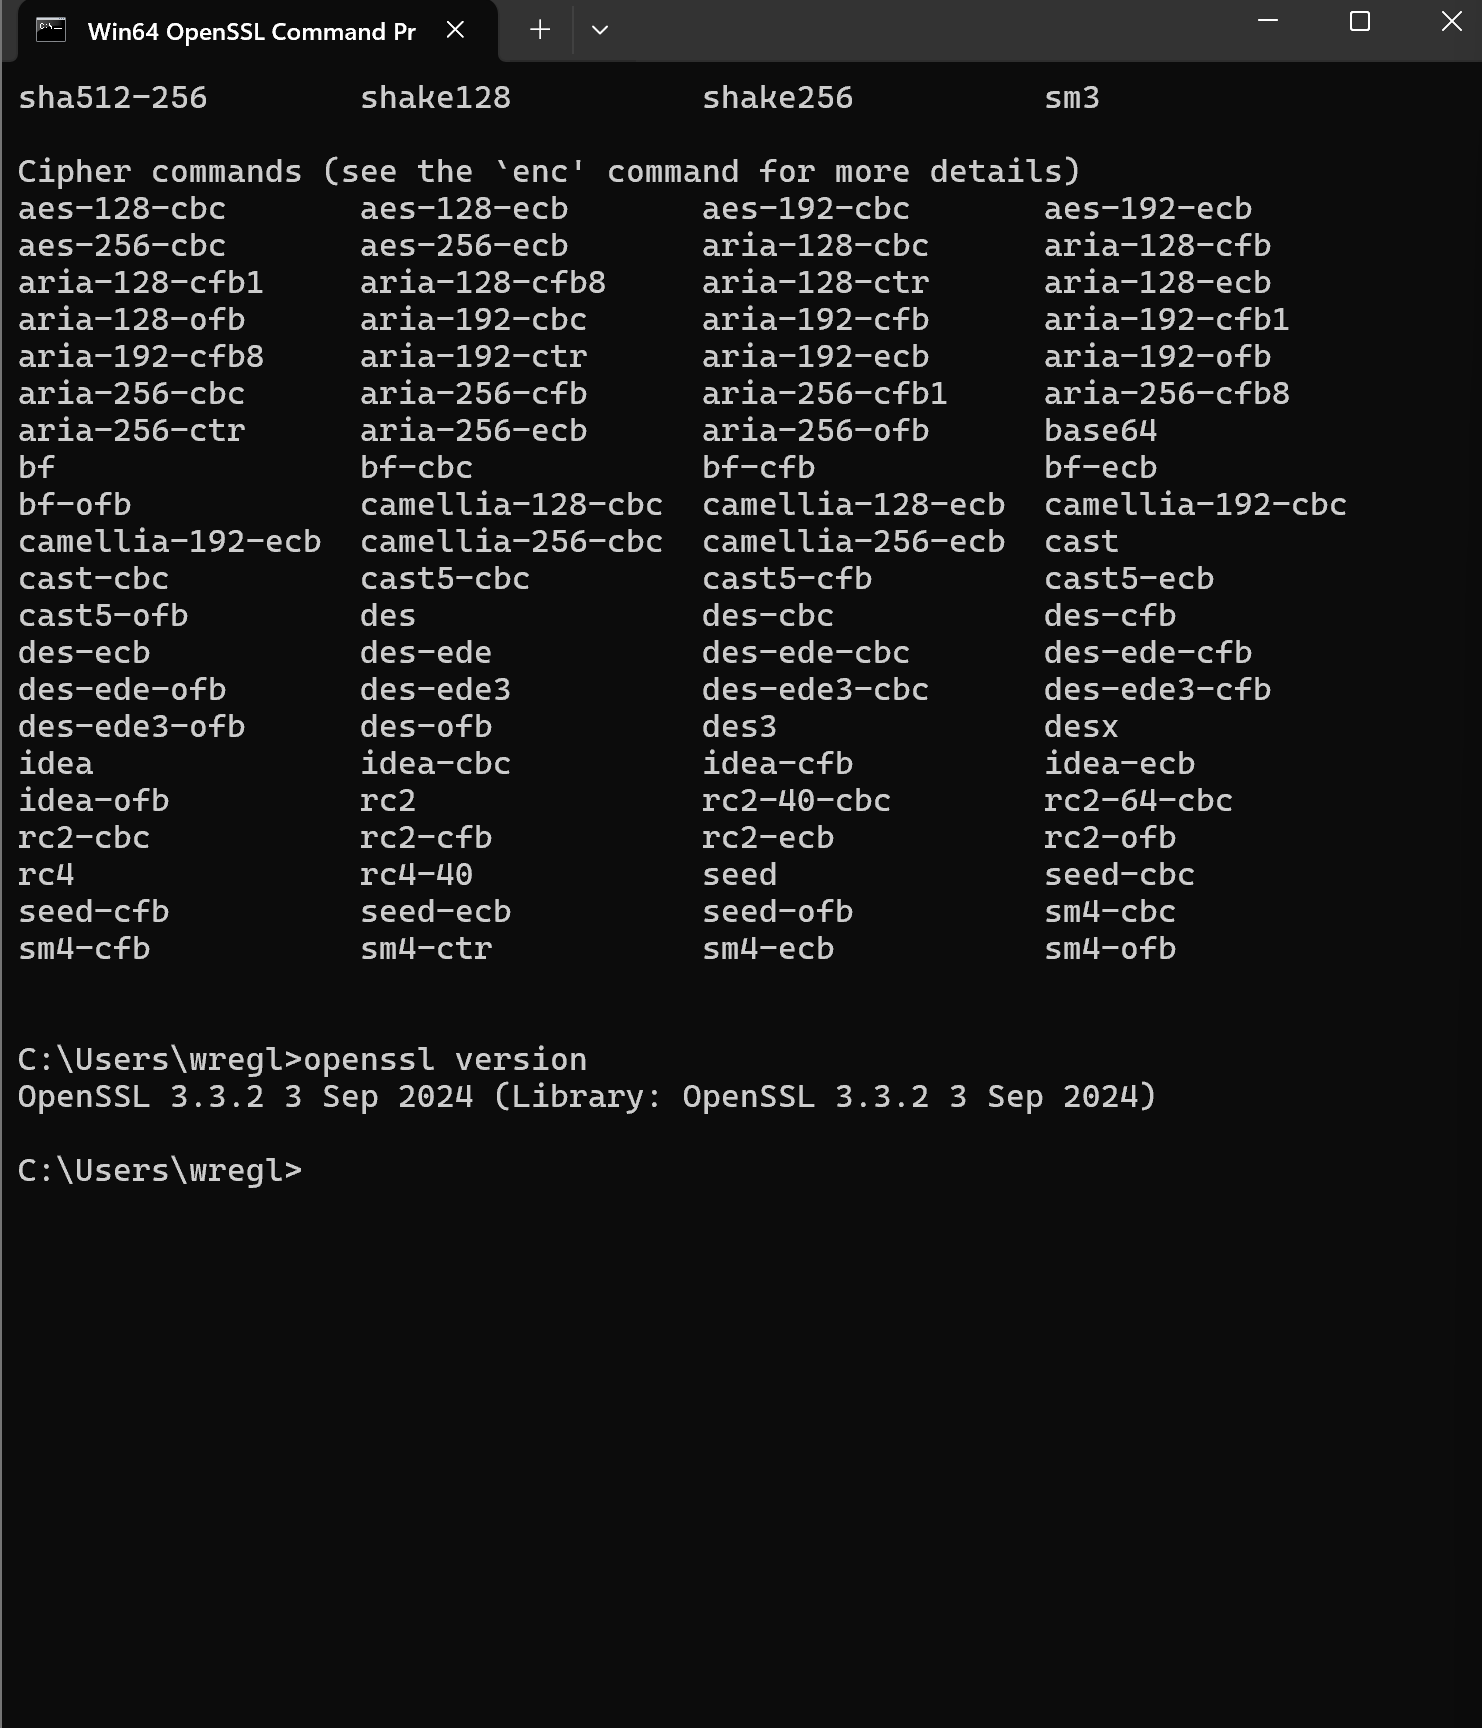 Win64 OpenSSL Command Pr
sha512-256 shake128 shake256 sm3
Cipher commands (see the `enc' command for more details)
aes-128-cbc aes-128-ecb aes-192-cbc aes-192-ecb
aes-256-cbc aes-256-ecb aria-128-cbc aria-128-cfb
aria-128-cfb1 aria-128-cfb8 aria-128-ctr aria-128-ecb
aria-128-ofb aria-192-cbc aria-192-cfb aria-192-cfb1
aria-192-cfb8 aria-192-ctr aria-192-ecb aria-192-ofb
aria-256-cbc aria-256-cfb aria-256-cfb1 aria-256-cfb8
aria-256-ctr aria-256-ecb aria-256-ofb base64
bf bf-cbc bf-cfb bf-ecb
bf-ofb camellia-128-cbc camellia-128-ecb camellia-192-cbc
camellia-192-ecb camellia-256-cbc camellia-256-ecb cast
cast-cbc cast5-cbc cast5-cfb cast5-ecb
cast5-ofb des des-cbc des-cfb
des-ecb des-ede des-ede-cbc des-ede-cfb
des-ede-ofb des-ede3 des-ede3-cbc des-ede3-cfb
des-ede3-ofb des-ofb des3 desx
idea idea-cbc idea-cfb idea-ecb
idea-ofb rc2 rc2-40-cbc rc2-64-cbc
rc2-cbc rc2-cfb rc2-ecb rc2-ofb
rc4 rc4-40 seed seed-cbc
seed-cfb seed-ecb seed-ofb sm4-cbc
sm4-cfb sm4-ctr sm4-ecb sm4-ofb
C:\Users\wregl>openssl version
OpenSSL 3.3.2 3 Sep 2024 (Library: OpenSSL 3.3.2 3 Sep 2024)
C:\Users\wregl>